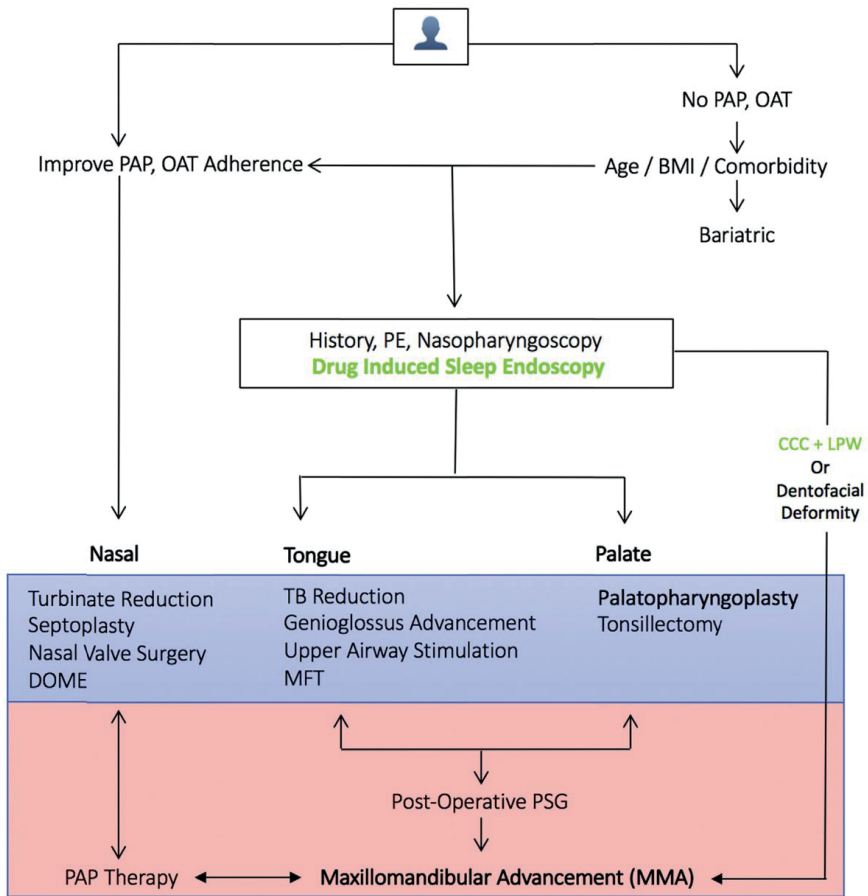 No PAP, OAT
Improve PAP, OAT Adherence
Age / BMI / Comorbidity
Bariatric
History, PE, Nasopharyngoscopy
Drug Induced Sleep Endoscopy
CCC + LPW
Or
Dentofacial
Deformity
Nasal
Tongue
Palate
Turbinate Reduction
Septoplasty
Nasal Valve Surgery
DOME
TB Reduction
Genioglossus Advancement
Upper Airway Stimulation
MFT
Palatopharyngoplasty
Tonsillectomy
Post-Operative PSG
PAP Therapy
Maxillomandibular Advancement (MMA)